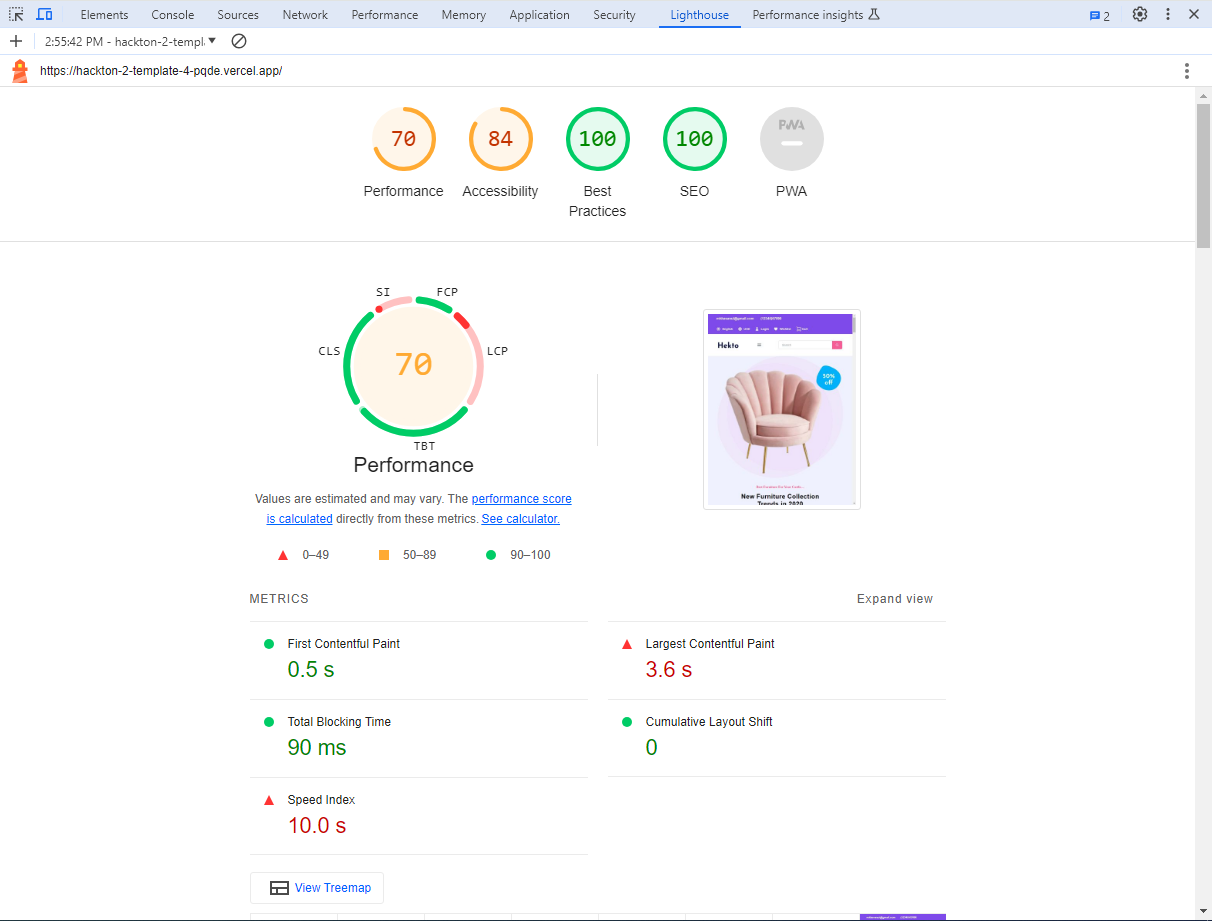 Elements Console Sources Network Performance Memory Application Security Lighthouse Performance insights 2
2:55:42 PM - hackton-2-templ
https://hackton-2-template-4-pqde.vercel.app/
70 84 100 100 PWA
Performance Accessibility Best Practices SEO PWA
SI FCP
CLS LCP
70
TBT
Performance
Values are estimated and may vary. The performance score
is calculated directly from these metrics. See calculator.
0–49 50–89 90–100
Hekto
50%
off
New Furniture Collection
Trends in 2020
METRICS Expand view
First Contentful Paint
0.5 s
Largest Contentful Paint
3.6 s
Total Blocking Time
90 ms
Cumulative Layout Shift
0
Speed Index
10.0 s
View Treemap